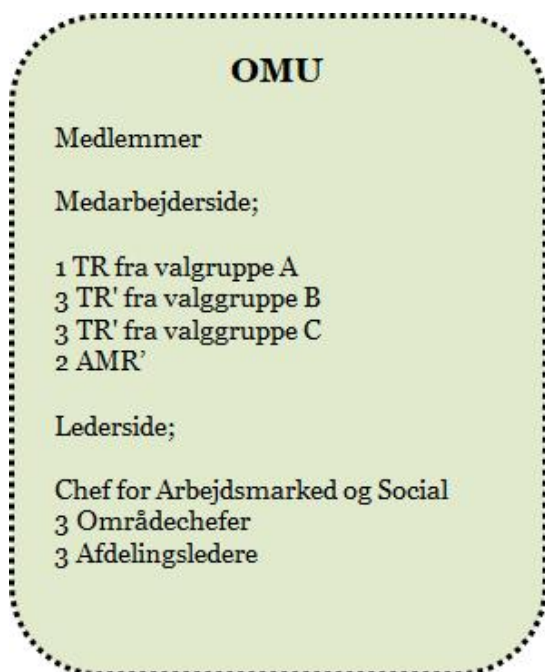 OMU
Medlemmer
Medarbejderside;
1 TR fra valgruppe A
3 TR' fra valggruppe B
3 TR' fra valggruppe C
2 AMR’
Lederside;
Chef for Arbejdsmarked og Social
3 Områdechefer
3 Afdelingsledere